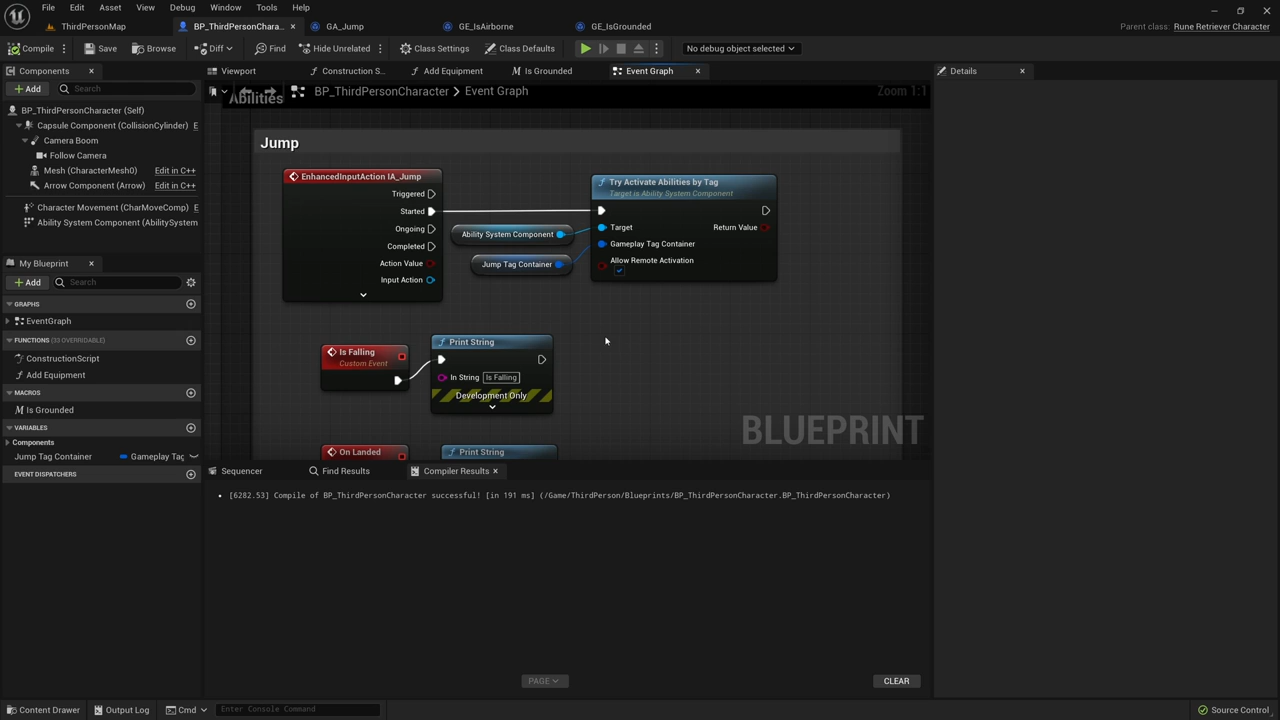 File Edit Asset View Debug Window Tools Help
ThirdPersonMap BP_ThirdPersonChara... GA_Jump GE_IsAirborne GE_IsGrounded Parent class: Rune Retriever Character
Compile Save Browse Diff Find Hide Unrelated Class Settings Class Defaults No debug object selected
Components Viewport Construction S... Add Equipment Is Grounded Event Graph Details
Add Search
Abilities BP_ThirdPersonCharacter > Event Graph Zoom 1:1
BP_ThirdPersonCharacter (Self)
Capsule Component (CollisionCylinder) E
Camera Boom
Follow Camera
Mesh (CharacterMesh0) Edit in C++
Arrow Component (Arrow) Edit in C++
Character Movement (CharMoveComp) E
Ability System Component (AbilitySystem
My Blueprint
Add Search
GRAPHS
EventGraph
FUNCTIONS (33 OVERRIDABLE)
ConstructionScript
Add Equipment
MACROS
Is Grounded
VARIABLES
Components
Jump Tag Container Gameplay Tag
EVENT DISPATCHERS
Jump
EnhancedInputAction IA_Jump
Triggered
Started
Ongoing
Completed
Action Value
Input Action
Ability System Component
Jump Tag Container
Try Activate Abilities by Tag
Target is Ability System Component
Target Return Value
Gameplay Tag Container
Allow Remote Activation
Is Falling
Custom Event
Print String
In String Is Falling
Development Only
On Landed
Print String
BLUEPRINT
Sequencer Find Results Compiler Results
[6282.53] Compile of BP_ThirdPersonCharacter successful! [in 191 ms] (/Game/ThirdPerson/Blueprints/BP_ThirdPersonCharacter.BP_ThirdPersonCharacter)
PAGE CLEAR
Content Drawer Output Log Cmd Enter Console Command Source Control